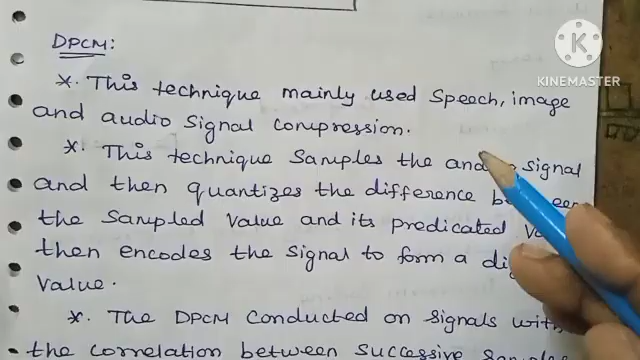 KINEMASTER
DPCM:
*. This technique mainly used speech, image
and audio signal compression.
*. This technique samples the signal
and then quantizes the difference
the sampled value and its predicated
then encodes the signal to form a
value.
*. The DPCM conducted on signals with
the correlation between successive